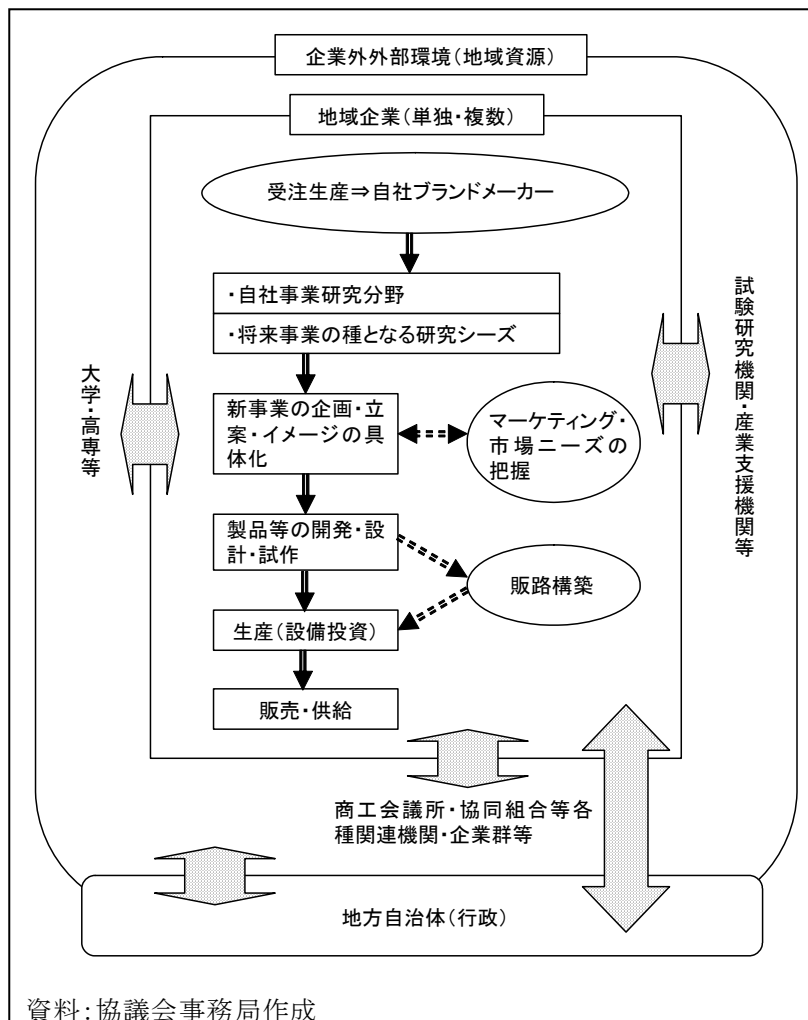 企業外外部環境(地域資源)
地域企業(単独・複数)
受注生産⇒自社ブランドメーカー
・自社事業研究分野
・将来事業の種となる研究シーズ
新事業の企画・立
案・イメージの具
体化
マーケティング・
市場ニーズの
把握
製品等の開発・設
計・試作
販路構築
生産(設備投資)
販売・供給
大学・高専等
試験研究機関・産業支援機関等
商工会議所・協同組合等各
種関連機関・企業群等
地方自治体(行政)
資料:協議会事務局作成